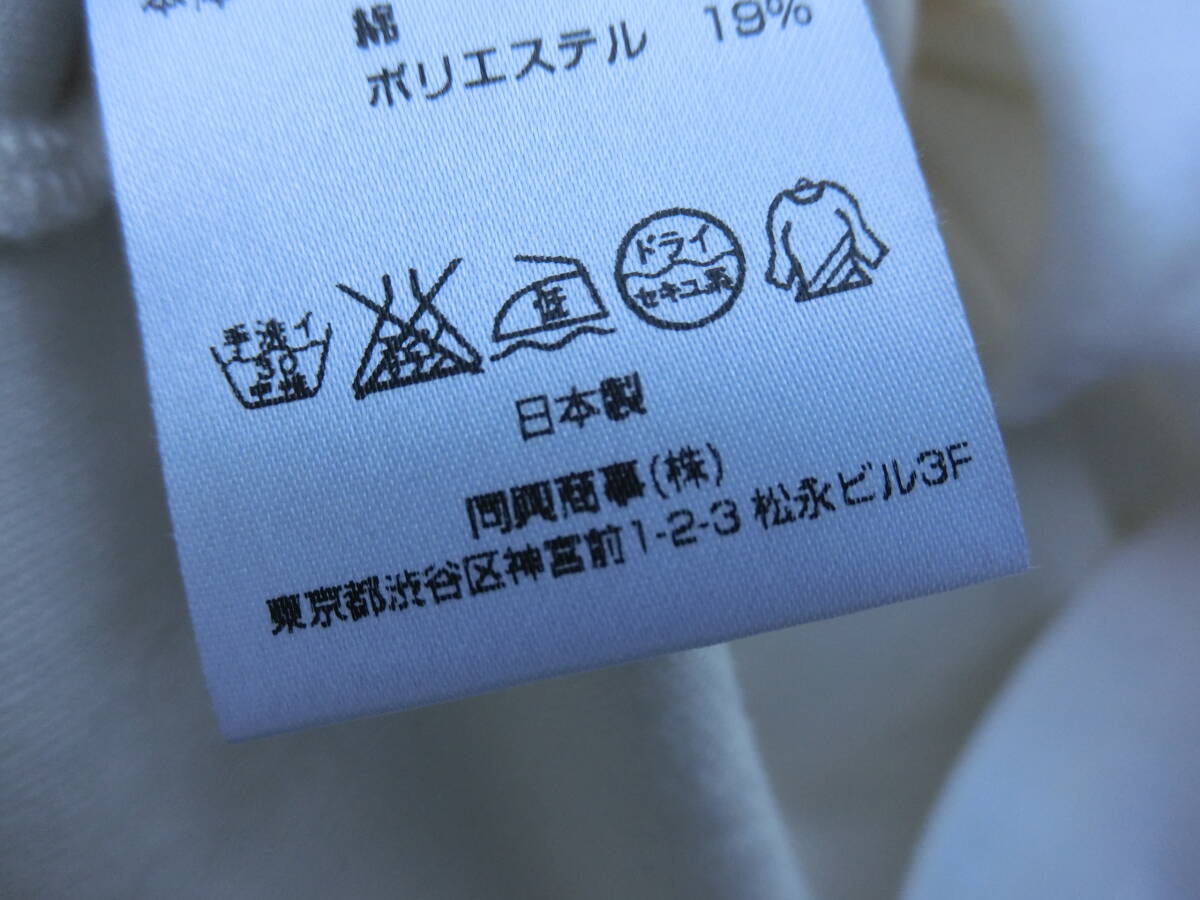 綿
ポリエステル 19%
手洗イ
30
中性
低
ドライ
セキユ系
日本製
同興商事(株)
東京都渋谷区神宮前1-2-3 松永ビル3F